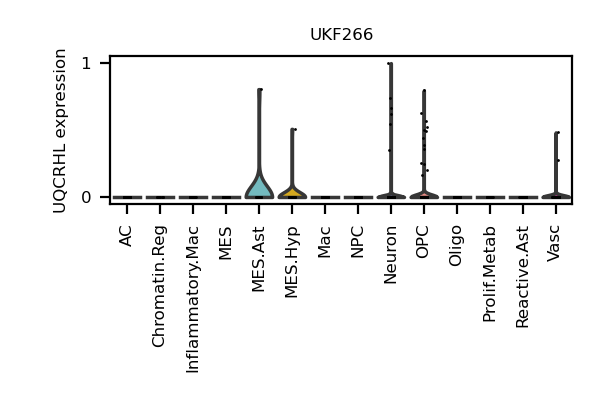 UKF266
UQCRHL expression
1
0
AC
Chromatin.Reg
Inflammatory.Mac
MES
MES.Ast
MES.Hyp
Mac
NPC
Neuron
OPC
Oligo
Prolif.Metab
Reactive.Ast
Vasc